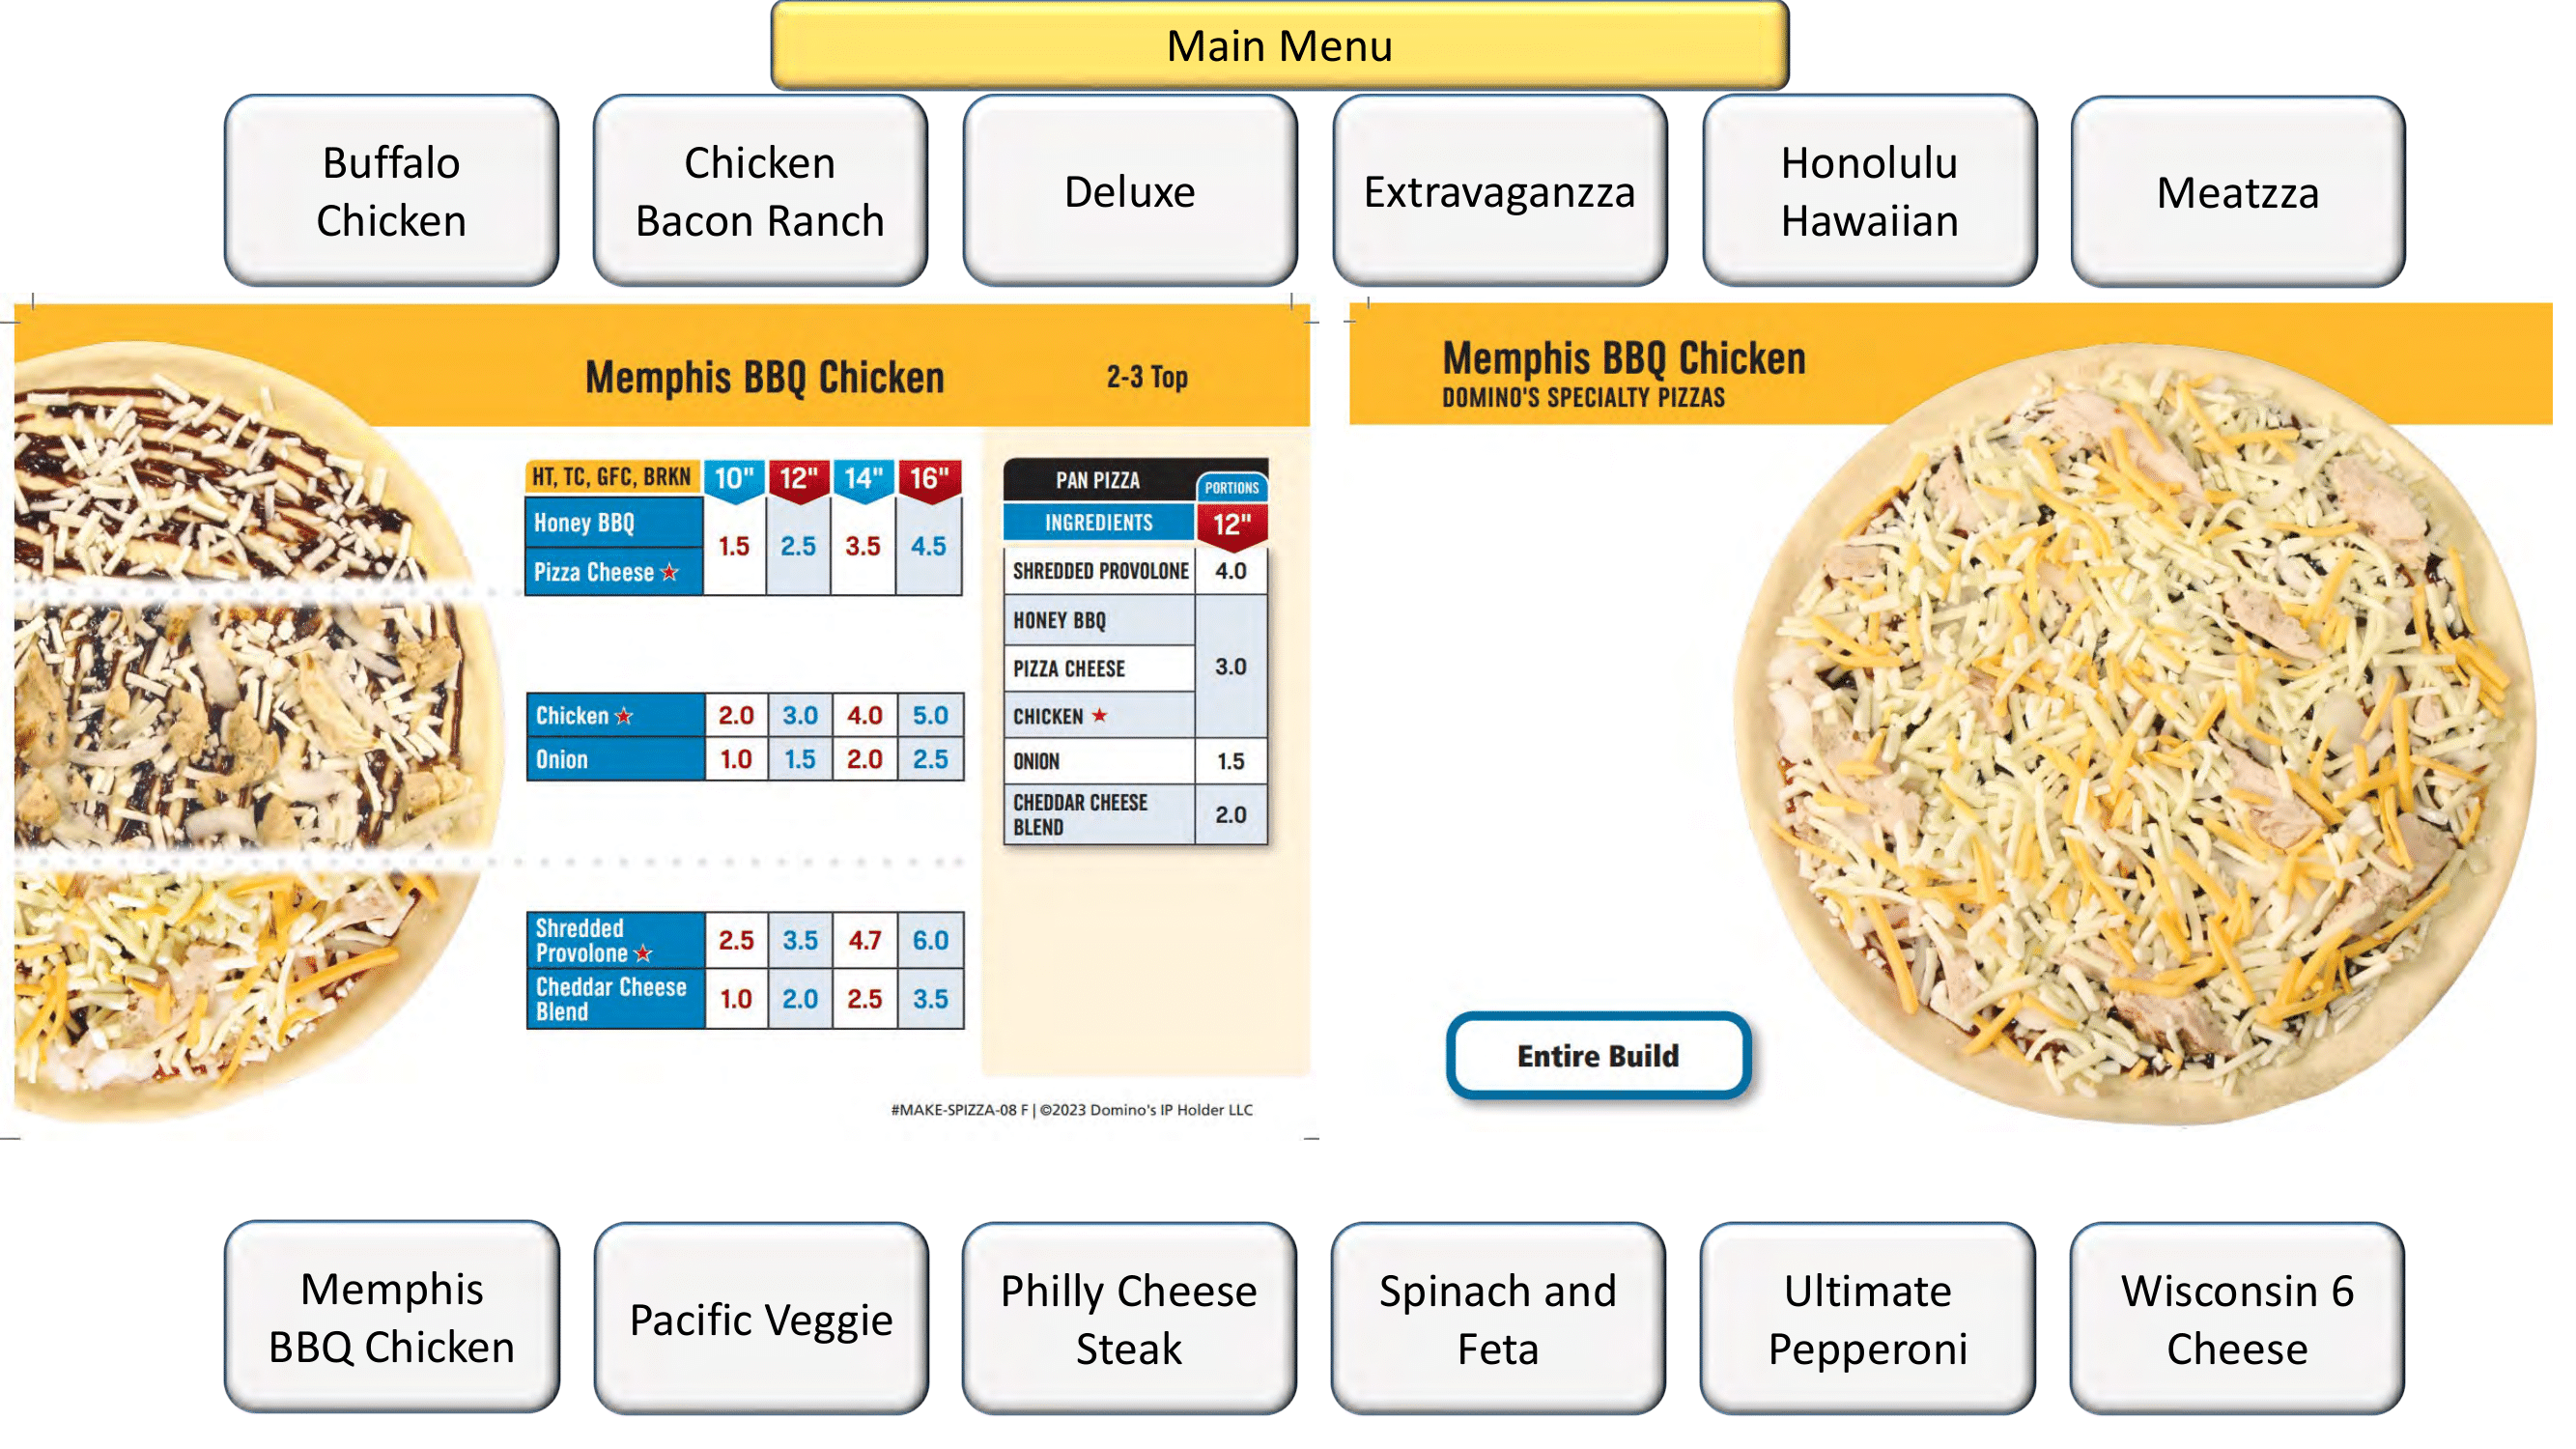 Main Menu
Buffalo
Chicken
Chicken
Bacon Ranch
Deluxe
Extravaganzza
Honolulu
Hawaiian
Meatzza
Memphis BBQ Chicken
2-3 Top
HT, TC, GFC, BRKN 10" 12" 14" 16"
Honey BBQ
1.5 2.5 3.5 4.5
Pizza Cheese
Chicken 2.0 3.0 4.0 5.0
Onion 1.0 1.5 2.0 2.5
Shredded
Provolone 2.5 3.5 4.7 6.0
Cheddar Cheese
Blend 1.0 2.0 2.5 3.5
PAN PIZZA PORTIONS
INGREDIENTS 12"
SHREDDED PROVOLONE 4.0
HONEY BBQ
PIZZA CHEESE 3.0
CHICKEN
ONION 1.5
CHEDDAR CHEESE
BLEND 2.0
#MAKE-SPIZZA-08 F | ©2023 Domino's IP Holder LLC
Memphis BBQ Chicken
DOMINO'S SPECIALTY PIZZAS
Entire Build
Memphis
BBQ Chicken
Pacific Veggie
Philly Cheese
Steak
Spinach and
Feta
Ultimate
Pepperoni
Wisconsin 6
Cheese